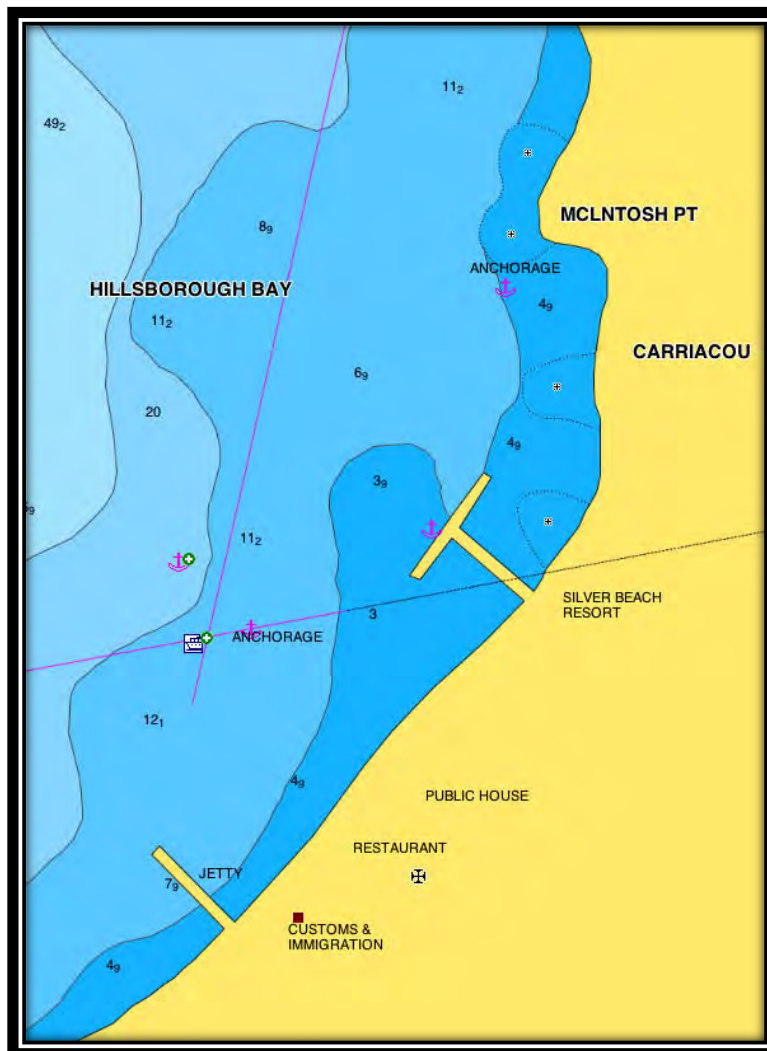 11₂
49₂
MCLNTOSH PT
8₉
ANCHORAGE
HILLSBOROUGH BAY
4₉
11₂
CARRIACOU
6₉
20
4₉
3₉
11₂
SILVER BEACH
RESORT
3
ANCHORAGE
12₁
4₉
PUBLIC HOUSE
RESTAURANT
JETTY
7₉
CUSTOMS &
IMMIGRATION
4₉